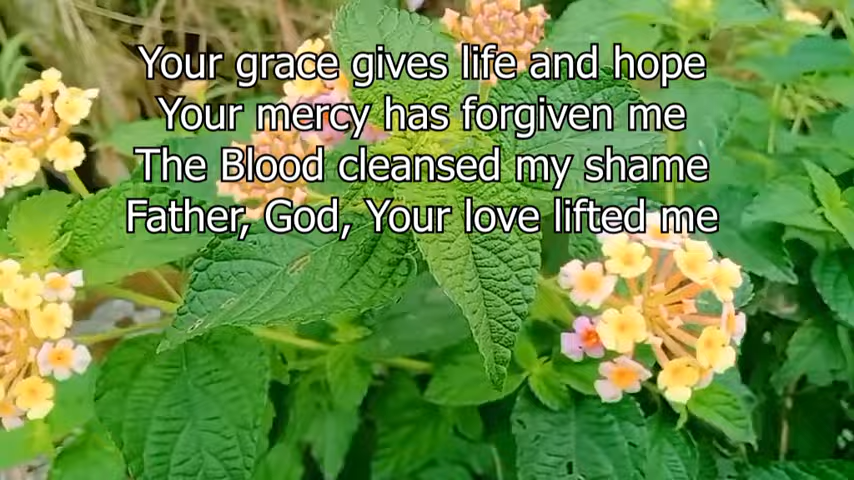 Your grace gives life and hope
Your mercy has forgiven me
The Blood cleansed my shame
Father, God, Your love lifted me